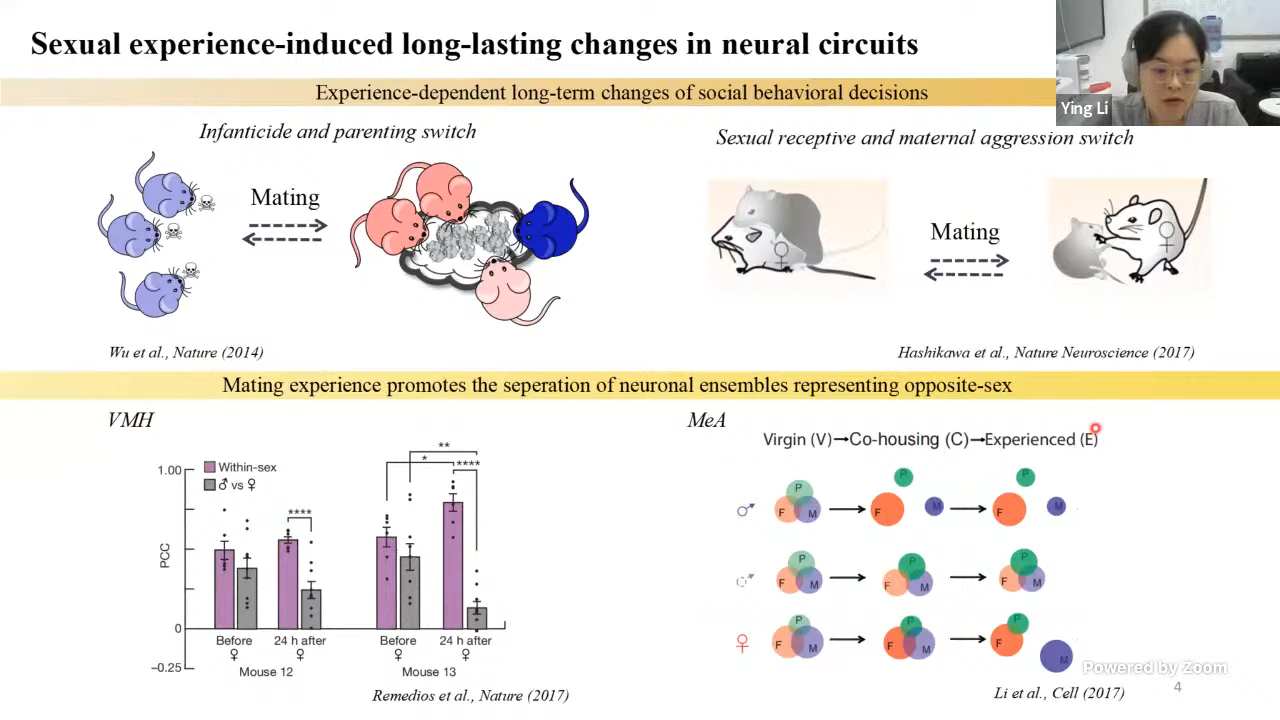 Sexual experience-induced long-lasting changes in neural circuits
Experience-dependent long-term changes of social behavioral decisions
Ying Li
Infanticide and parenting switch
Sexual receptive and maternal aggression switch
Mating
Mating
Wu et al., Nature (2014)
Hashikawa et al., Nature Neuroscience (2017)
Mating experience promotes the seperation of neuronal ensembles representing opposite-sex
VMH
MeA
Virgin (V)→Co-housing (C)→Experienced (E)
1.00
Within-sex
♂ vs ♀
PCC
0
−0.25
****
*
**
****
Before
♀
24 h after
♀
Before
♀
24 h after
♀
Mouse 12
Mouse 13
P
F
M
P
F
M
P
F
M
P
F
M
P
F
M
P
F
M
P
F
M
P
F
M
P
F
M
Remedios et al., Nature (2017)
Li et al., Cell (2017)
Powered by Zoom
4